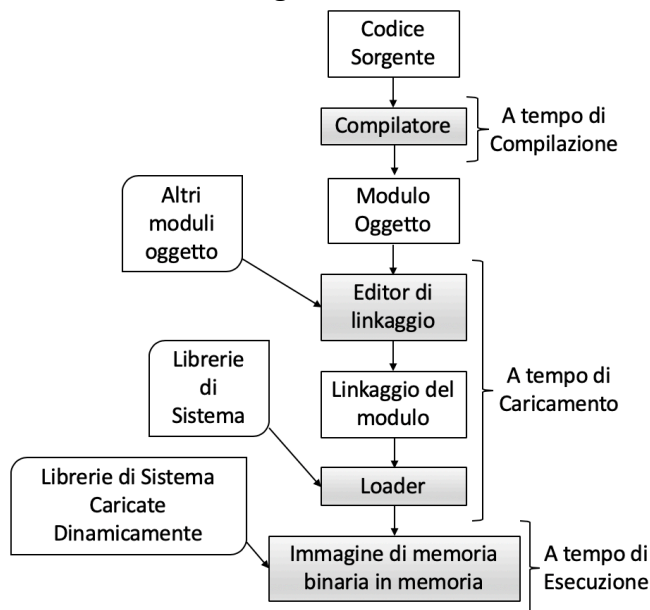 Codice
Sorgente
Compilatore
A tempo di
Compilazione
Altri
moduli
oggetto
Modulo
Oggetto
Editor di
linkaggio
Librerie
di
Sistema
Linkaggio del
modulo
A tempo di
Caricamento
Loader
Librerie di Sistema
Caricate
Dinamicamente
Immagine di memoria
binaria in memoria
A tempo di
Esecuzione